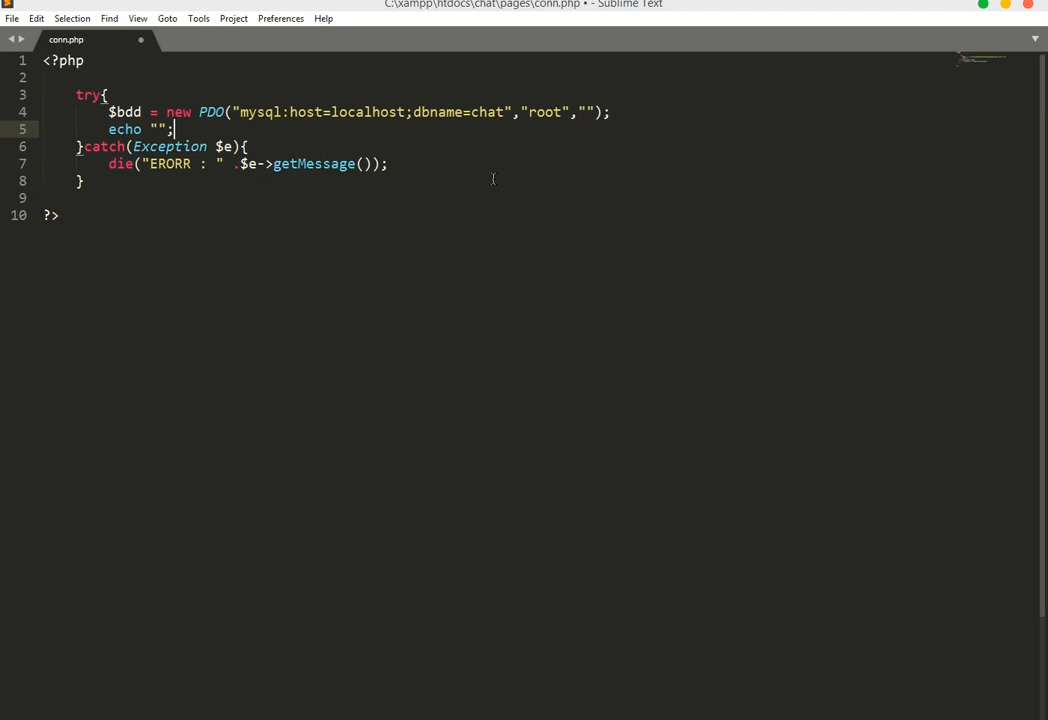 C:\xampp\htdocs\chat\pages\conn.php • - Sublime Text
File Edit Selection Find View Goto Tools Project Preferences Help
conn.php
1 <?php
2
3 try{
4 $bdd = new PDO("mysql:host=localhost;dbname=chat","root","");
5 echo "";
6 }catch(Exception $e){
7 die("ERORR : " .$e->getMessage());
8 }
9
10 ?>